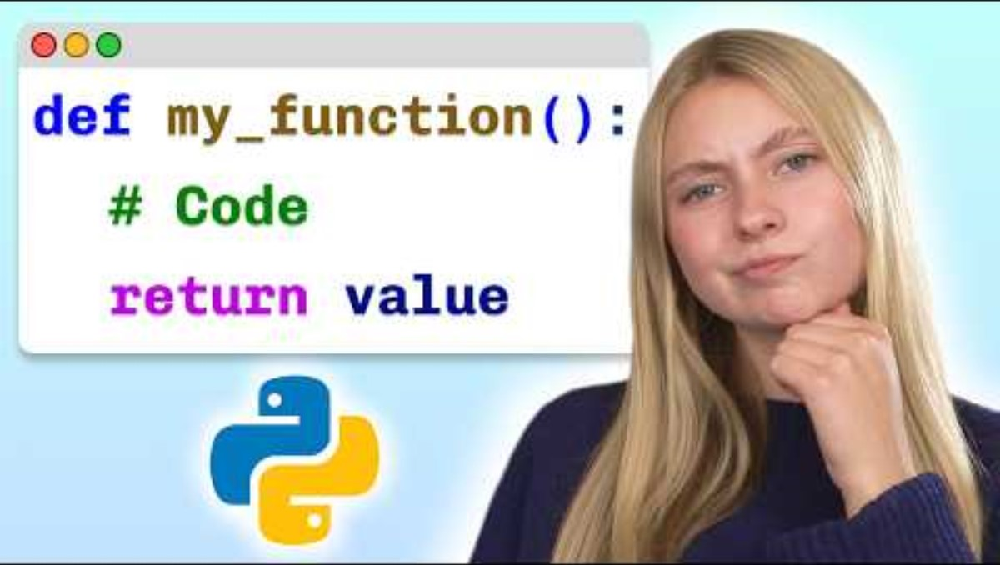 def my_function():
# Code
return value